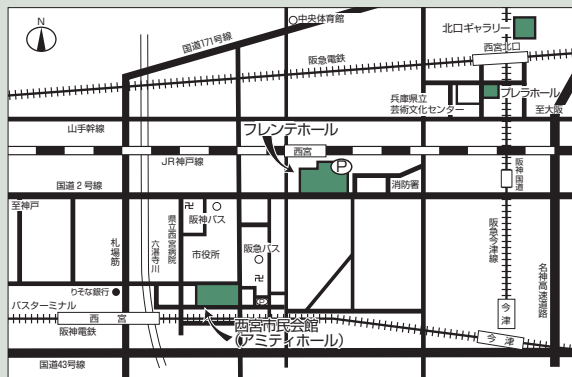 N
中央体育館
北口ギャラリー
国道171号線
西宮北口
阪急電鉄
兵庫県立
芸術文化センター
プレラホール
至大阪
山手幹線
フレンテホール
西宮
P
JR神戸線
阪神国道
消防署
国道2号線
至神戸
卍
阪神バス
札場筋
六湛寺川
県立西宮病院
市役所
阪急バス
卍
阪急今津線
名神高速道路
りそな銀行
バスターミナル
P
今津
西宮
阪神電鉄
西宮市民会館
(アミティホール)
今津
国道43号線